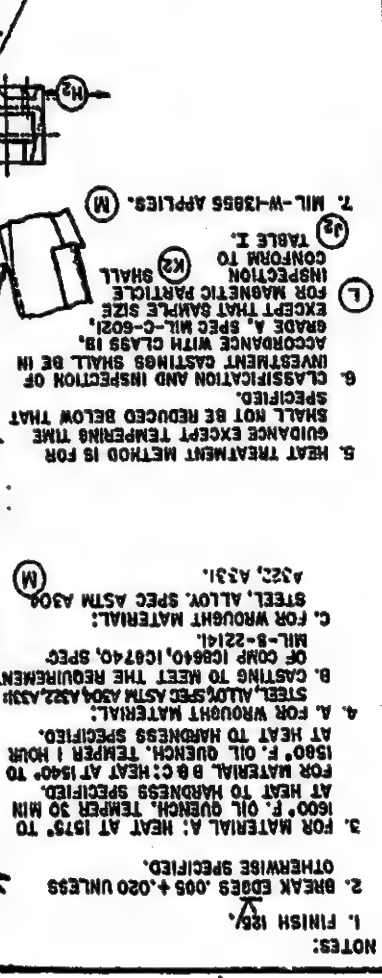 NOTES:
1. FINISH 125/.
2. BREAK EDGES .005 + .020 UNLESS
OTHERWISE SPECIFIED.
3. FOR MATERIAL A: HEAT AT 1575° TO
1600° F. OIL QUENCH. TEMPER 30 MIN
AT HEAT TO HARDNESS SPECIFIED.
FOR MATERIAL B & C: HEAT AT 1540° TO
1580° F. OIL QUENCH. TEMPER 1 HOUR
AT HEAT TO HARDNESS SPECIFIED.
4. A. FOR WROUGHT MATERIAL:
STEEL, ALLOY, SPEC ASTM A304, A322, A331
B. CASTING TO MEET THE REQUIREMENT
OF COMP IC8640, IC8740, SPEC
MIL-S-22141.
C. FOR WROUGHT MATERIAL:
STEEL, ALLOY. SPEC ASTM A304
A322, A331.
M
5. HEAT TREATMENT METHOD IS FOR
GUIDANCE EXCEPT TEMPERING TIME
SHALL NOT BE REDUCED BELOW THAT
SPECIFIED.
6. CLASSIFICATION AND INSPECTION OF
INVESTMENT CASTINGS SHALL BE IN
ACCORDANCE WITH CLASS 1B,
GRADE A, SPEC MIL-C-6021,
EXCEPT THAT SAMPLE SIZE
FOR MAGNETIC PARTICLE
L
INSPECTION K2 SHALL
CONFORM TO
J2 TABLE I.
7. MIL-W-13855 APPLIES. M
H2